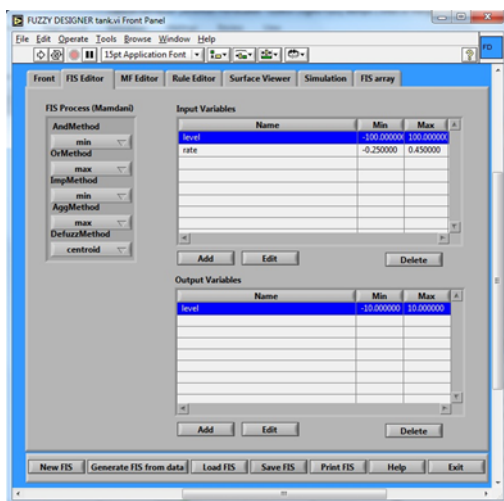 FUZZY DESIGNER tank.vi Front Panel
File Edit Operate Tools Browse Window Help
15pt Application Font
FD
Front FIS Editor MF Editor Rule Editor Surface Viewer Simulation FIS array
FIS Process (Mamdani)
AndMethod
min
OrMethod
max
ImpMethod
min
AggMethod
max
DefuzzMethod
centroid
Input Variables
Name Min Max
level -100.00000 100.00000
rate -0.250000 0.450000
Add Edit Delete
Output Variables
Name Min Max
level -10.000000 10.000000
Add Edit Delete
New FIS Generate FIS from data Load FIS Save FIS Print FIS Help Exit